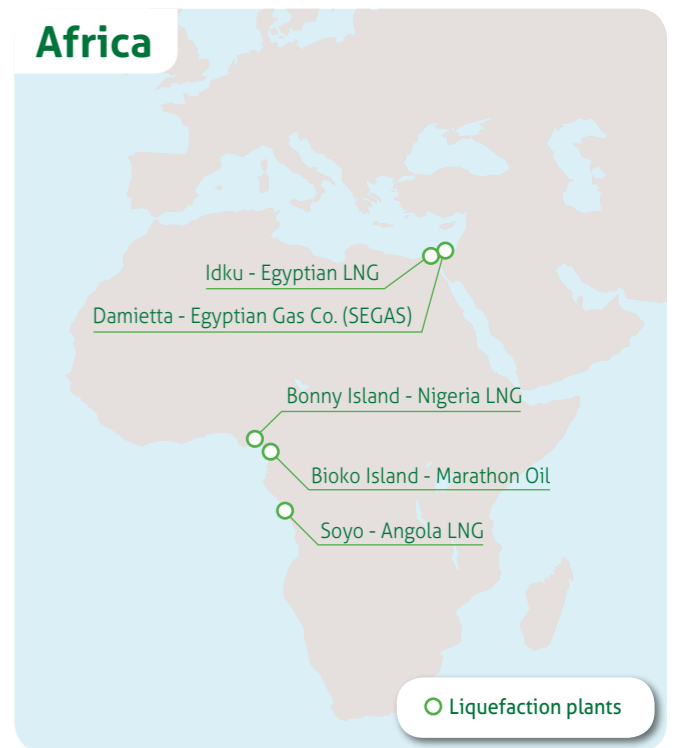 Africa
Idku - Egyptian LNG
Damietta - Egyptian Gas Co. (SEGAS)
Bonny Island - Nigeria LNG
Bioko Island - Marathon Oil
Soyo - Angola LNG
Liquefaction plants